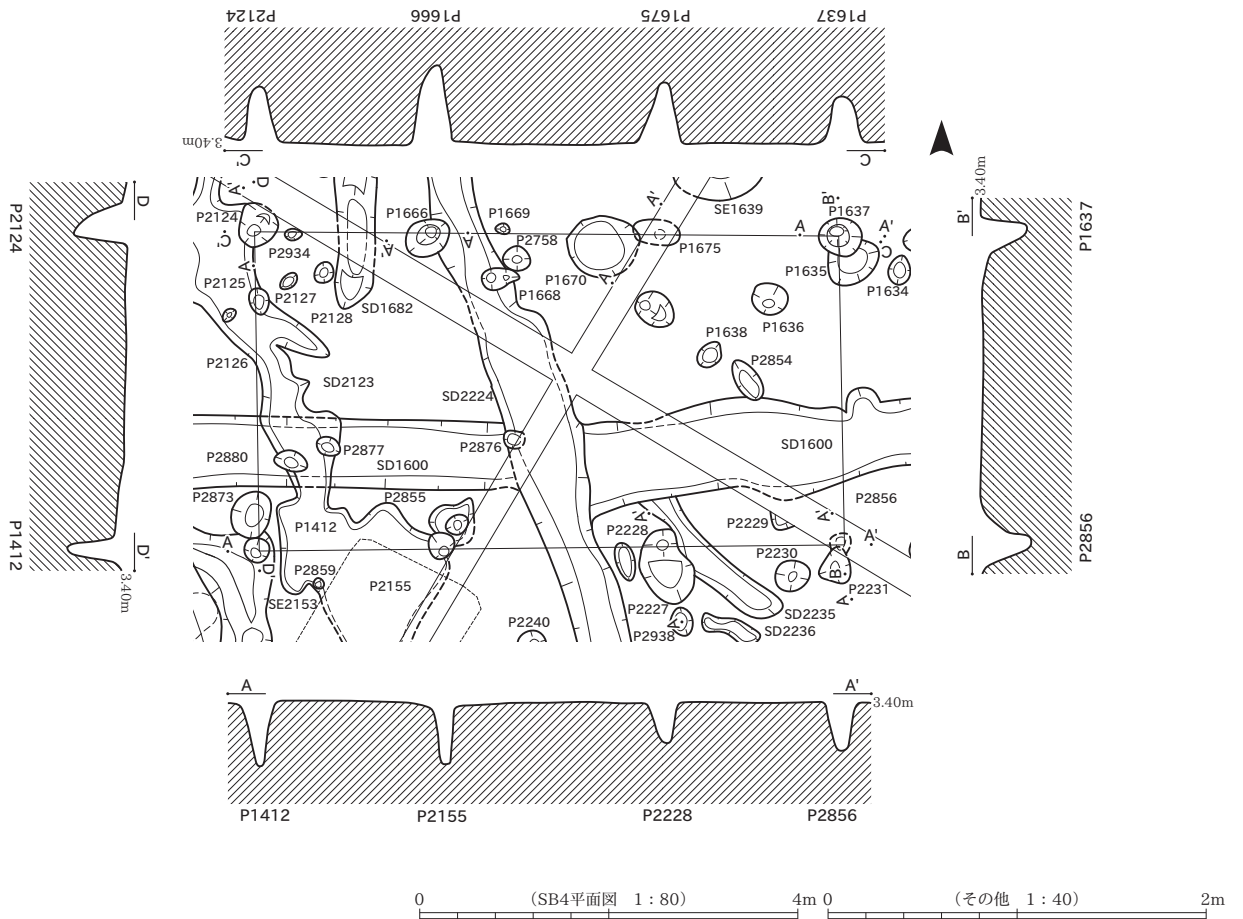 P2124 P1666 P1675 P1637
3.40m
C' C
3.40m
D
B'
P2124
P1637
A' D
P2124
C'
A
P1666
A
A'
P1669
P2758
P1668
P1670
A'
A
P1675
SE1639
B'
P1637
A
A'
C
P1635
P1634
P2934
P2125
P2127
P2128
SD1682
P1636
P1638
P2854
P2126
SD2123
SD2224
P2876
SD1600
P2877
P2880
SD1600
P2873
P2855
P1412
P2856
P2229
A'
A'
P2228
A'
P2230
A
D'
P2859
P2155
SE2153
B
P2231
A
P2227
SD2235
P2240
P2938
A
SD2236
P1412
D'
3.40m
B
P2856
A A'
3.40m
P1412 P2155 P2228 P2856
0 （SB4平面図　1：80） 4m 0 （その他　1：40） 2m